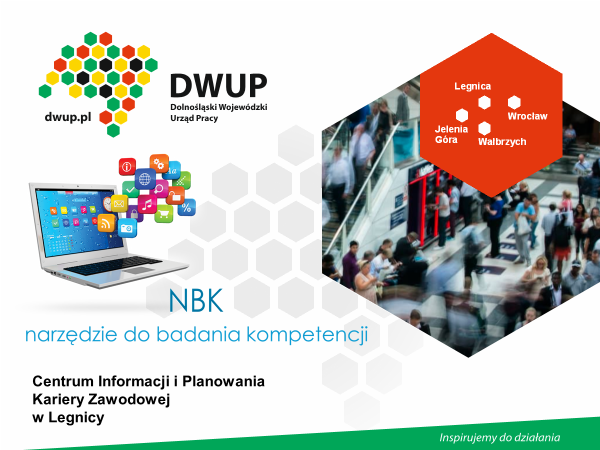 DWUP
Dolnośląski Wojewódzki
Urząd Pracy
dwup.pl
Legnica
Wrocław
Jelenia
Góra
Wałbrzych
NBK
narzędzie do badania kompetencji
Centrum Informacji i Planowania
Kariery Zawodowej
w Legnicy
Inspirujemy do działania